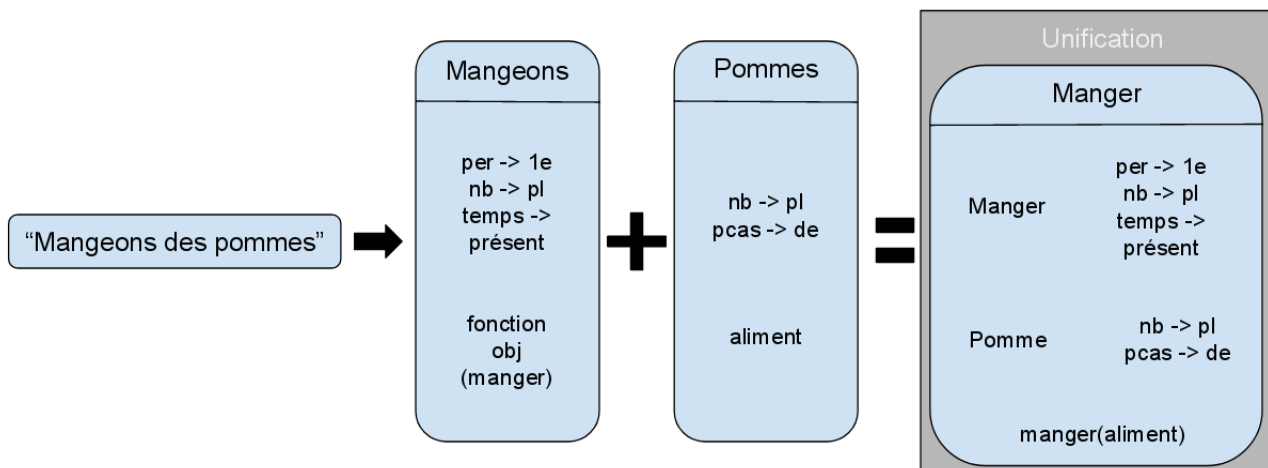 “Mangeons des pommes”
Mangeons
per -> 1e
nb -> pl
temps ->
présent
fonction
obj
(manger)
Pommes
nb -> pl
pcas -> de
aliment
Unification
Manger
Manger
per -> 1e
nb -> pl
temps ->
présent
Pomme
nb -> pl
pcas -> de
manger(aliment)